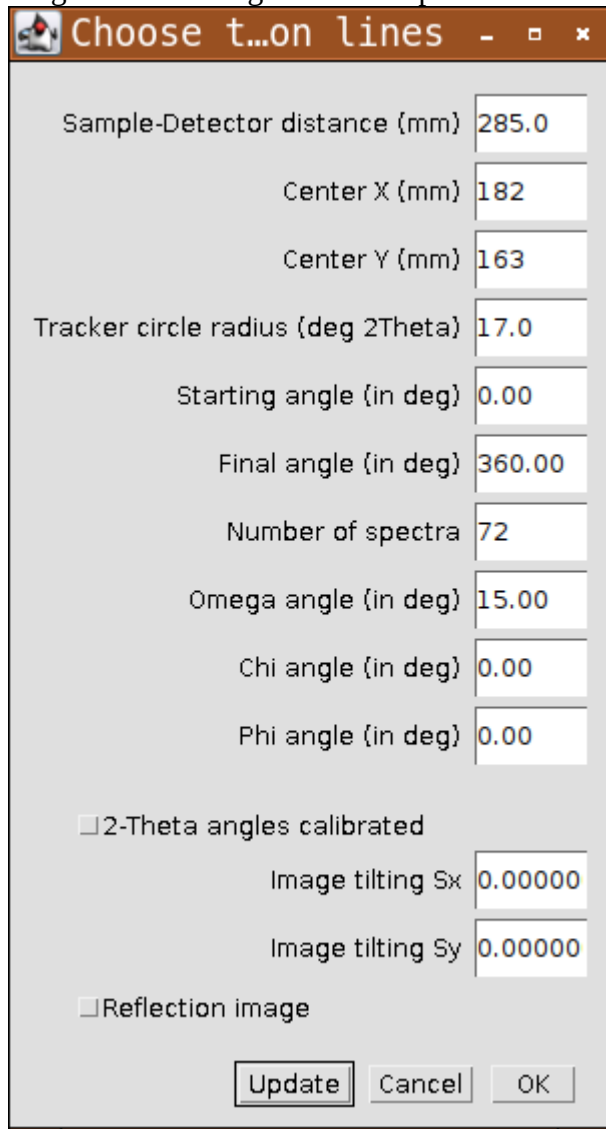 Choose t...on lines
Sample-Detector distance (mm) 285.0
Center X (mm) 182
Center Y (mm) 163
Tracker circle radius (deg 2Theta) 17.0
Starting angle (in deg) 0.00
Final angle (in deg) 360.00
Number of spectra 72
Omega angle (in deg) 15.00
Chi angle (in deg) 0.00
Phi angle (in deg) 0.00
2-Theta angles calibrated
Image tilting Sx 0.00000
Image tilting Sy 0.00000
Reflection image
Update Cancel OK